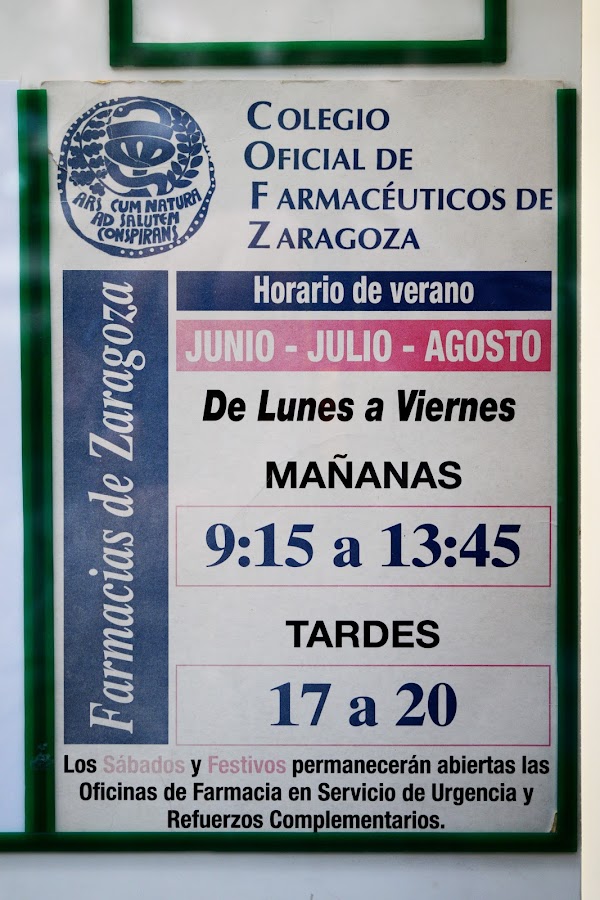 ARS CUM NATURA
AD SALUTEM
CONSPIRANS
COLEGIO
OFICIAL DE
FARMACÉUTICOS DE
ZARAGOZA
Farmacias de Zaragoza
Horario de verano
JUNIO - JULIO - AGOSTO
De Lunes a Viernes
MAÑANAS
9:15 a 13:45
TARDES
17 a 20
Los Sábados y Festivos permanecerán abiertas las
Oficinas de Farmacia en Servicio de Urgencia y
Refuerzos Complementarios.